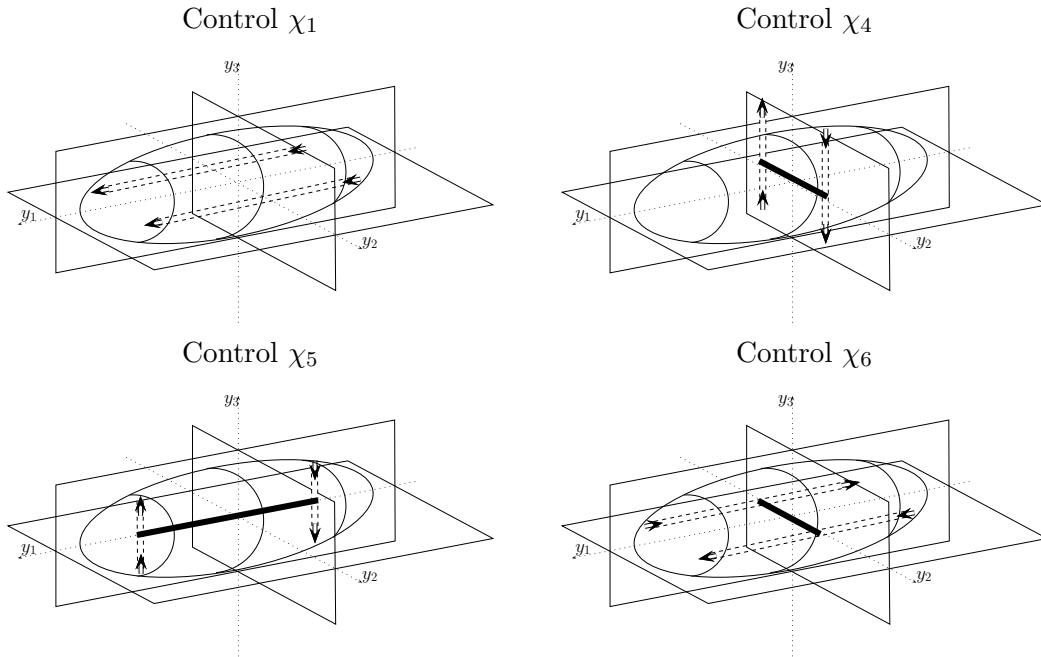 Control χ₁
y₃
y₁
y₂
Control χ₄
y₃
y₁
y₂
Control χ₅
y₃
y₁
y₂
Control χ₆
y₃
y₁
y₂